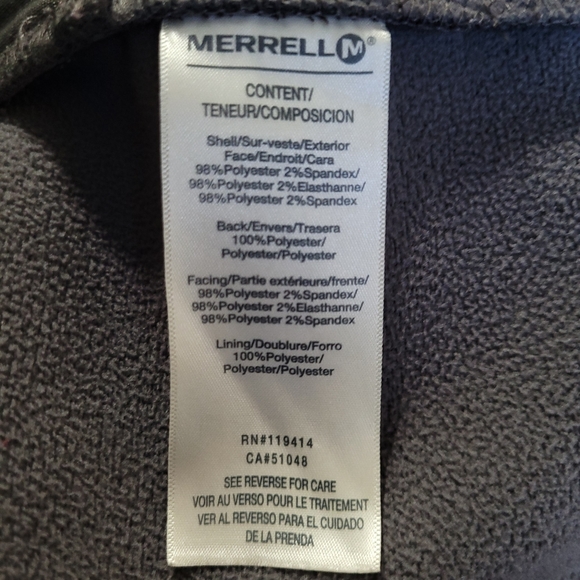 MERRELL M®
CONTENT/
TENEUR/COMPOSICION
Shell/Sur-veste/Exterior
Face/Endroit/Cara
98%Polyester 2%Spandex/
98%Polyester 2%Elasthanne/
98%Polyester 2%Spandex
Back/Envers/Trasera
100%Polyester/
Polyester/Polyester
Facing/Partie extérieure/frente/
98%Polyester 2%Spandex/
98%Polyester 2%Elasthanne/
98%Polyester 2%Spandex
Lining/Doublure/Forro
100%Polyester/
Polyester/Polyester
RN#119414
CA#51048
SEE REVERSE FOR CARE
VOIR AU VERSO POUR LE TRAITEMENT
VER AL REVERSO PARA EL CUIDADO
DE LA PRENDA